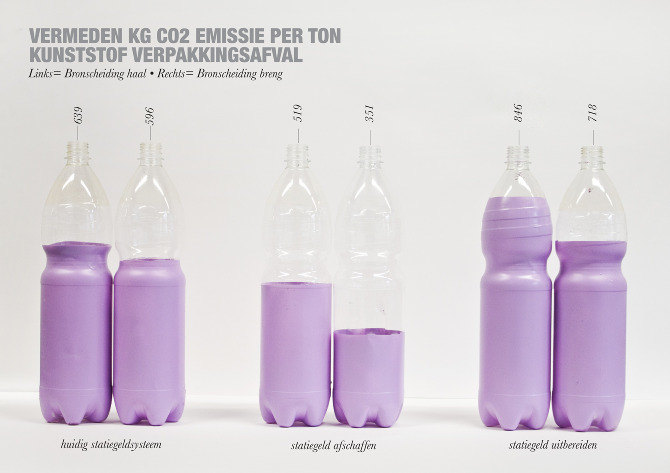 VERMEDEN KG CO2 EMISSIE PER TON
KUNSTSTOF VERPAKKINGSAFVAL
Links= Bronscheiding haal • Rechts= Bronscheiding breng
639 596 519 351 846 718
huidig statiegeldsysteem statiegeld afschaffen statiegeld uitbereiden